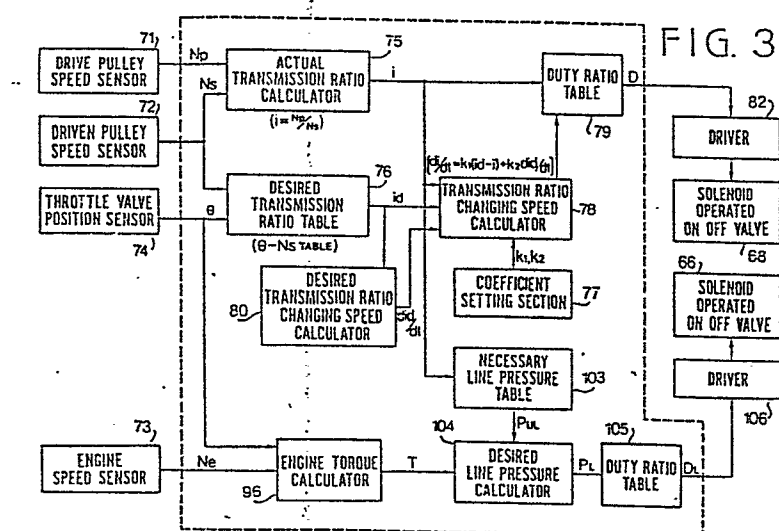 FIG. 3
71
DRIVE PULLEY
SPEED SENSOR
Np
72
DRIVEN PULLEY
SPEED SENSOR
Ns
THROTTLE VALVE
POSITION SENSOR
74
θ
75
ACTUAL
TRANSMISSION RATIO
CALCULATOR
(i=Np/Ns)
i
76
DESIRED
TRANSMISSION
RATIO TABLE
(θ-Ns TABLE)
id
80
DESIRED
TRANSMISSION RATIO
CHANGING SPEED
CALCULATOR
did/dt
[di/dt=k1(id-i)+k2 did/dt]
TRANSMISSION RATIO
CHANGING SPEED
CALCULATOR
78
k1,k2
COEFFICIENT
SETTING SECTION
77
DUTY RATIO
TABLE
79
D
82
DRIVER
SOLENOID
OPERATED
ON OFF VALVE
68
66
SOLENOID
OPERATED
ON OFF VALVE
DRIVER
106
NECESSARY
LINE PRESSURE
TABLE
103
PLU
73
ENGINE
SPEED SENSOR
Ne
ENGINE TORQUE
CALCULATOR
T
104
DESIRED
LINE PRESSURE
CALCULATOR
PL
105
DUTY RATIO
TABLE
DL